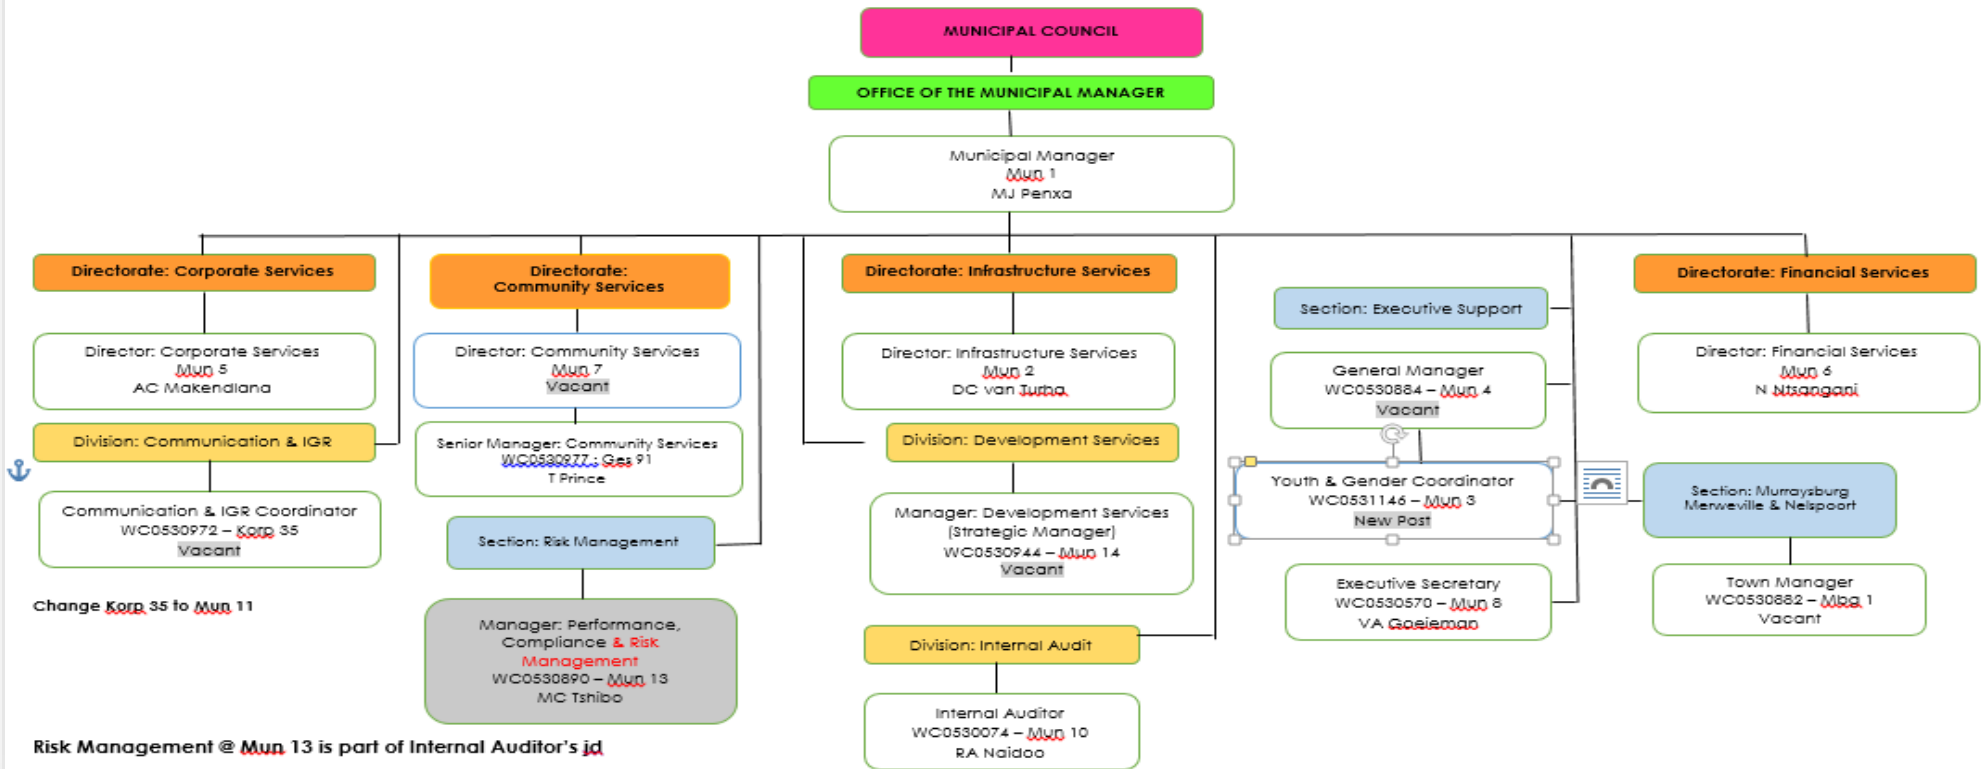 MUNICIPAL COUNCIL
OFFICE OF THE MUNICIPAL MANAGER
Municipal Manager
Mun 1
MJ Penxa
Directorate: Corporate Services
Director: Corporate Services
Mun 5
AC Makendlana
Division: Communication & IGR
Communication & IGR Coordinator
WC0530972 – Korp 35
Vacant
Change Korp 35 to Mun 11
Directorate:
Community Services
Director: Community Services
Mun 7
Vacant
Senior Manager: Community Services
WC0530977 : Ges 91
T Prince
Section: Risk Management
Manager: Performance,
Compliance & Risk
Management
WC0530890 – Mun 13
MC Tshibo
Risk Management @ Mun 13 is part of Internal Auditor's jd
Directorate: Infrastructure Services
Director: Infrastructure Services
Mun 2
DC van Turha
Division: Development Services
Manager: Development Services
(Strategic Manager)
WC0530944 – Mun 14
Vacant
Division: Internal Audit
Internal Auditor
WC0530074 – Mun 10
RA Naidoo
Section: Executive Support
General Manager
WC0530884 – Mun 4
Vacant
Youth & Gender Coordinator
WC0531146 – Mun 3
New Post
Executive Secretary
WC0530570 – Mun 8
VA Goeieman
Directorate: Financial Services
Director: Financial Services
Mun 6
N Ntsangani
Section: Murraysburg
Merweville & Nelspoort
Town Manager
WC0530882 – Mbg 1
Vacant